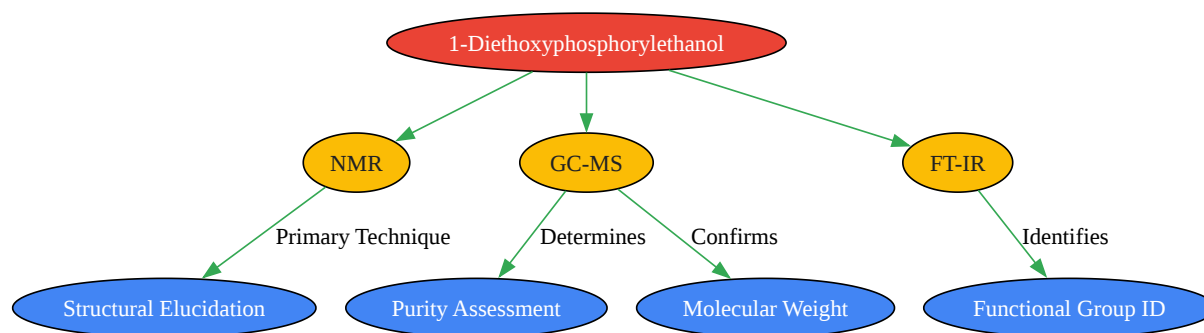 1-Diethoxyphosphorylethanol
NMR
GC-MS
FT-IR
Primary Technique
Determines
Confirms
Identifies
Structural Elucidation
Purity Assessment
Molecular Weight
Functional Group ID